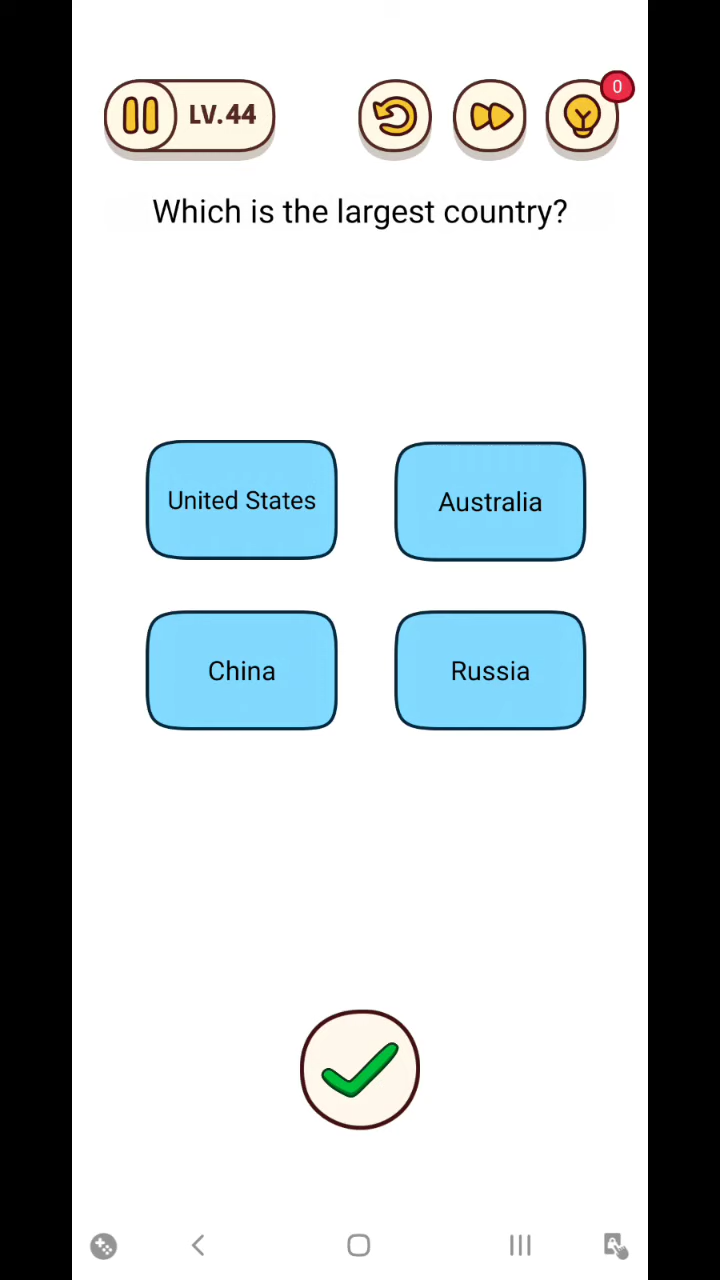 LV.44
0
Which is the largest country?
United States
Australia
China
Russia